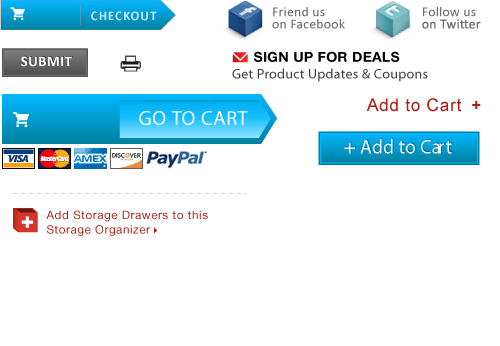 CHECKOUT
Friend us
on Facebook
Follow us
on Twitter
SUBMIT
SIGN UP FOR DEALS
Get Product Updates & Coupons
GO TO CART
Add to Cart +
+ Add to Cart
VISA MasterCard AMEX DISCOVER PayPal
Add Storage Drawers to this
Storage Organizer